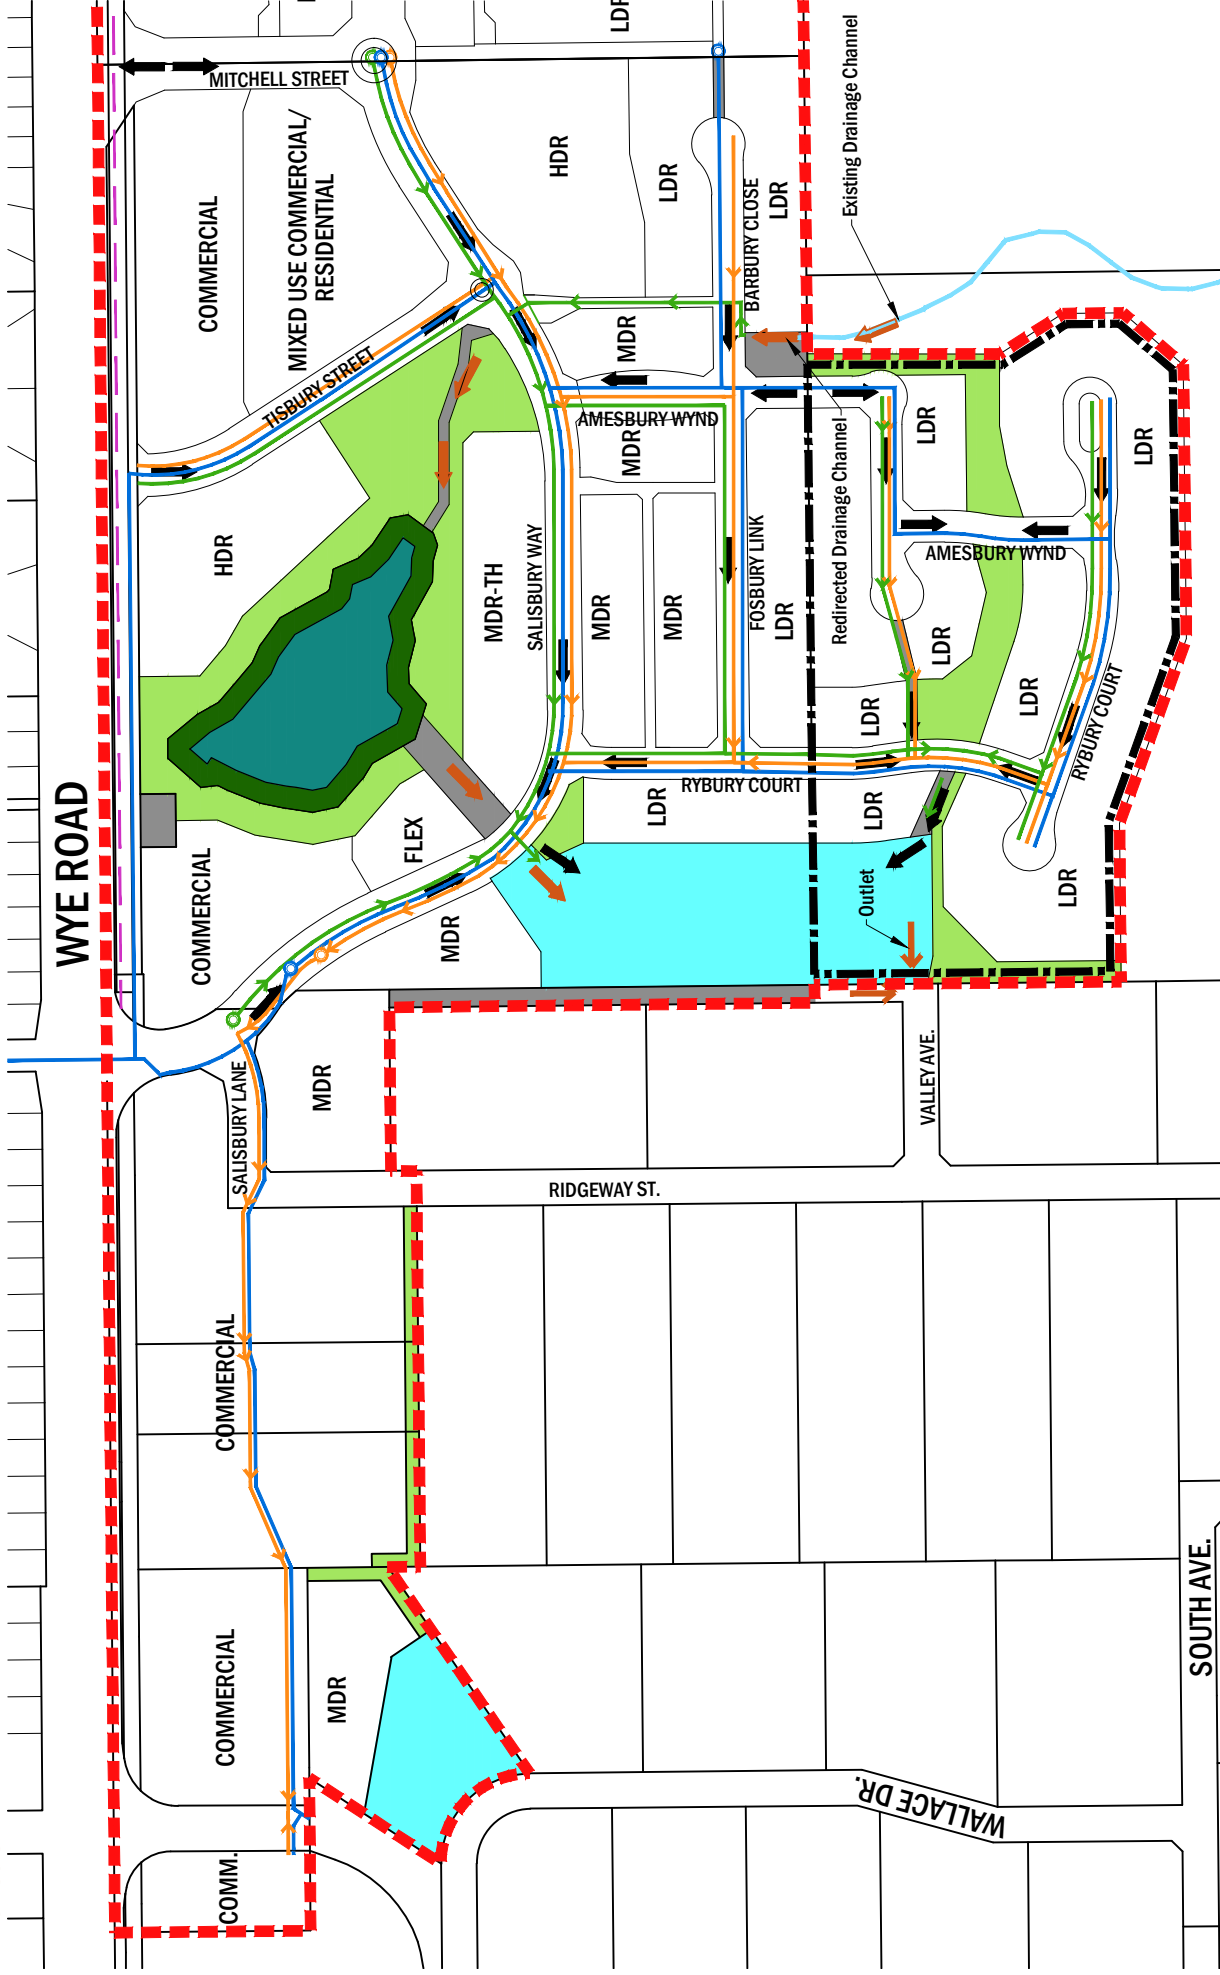 LDR
MITCHELL STREET
COMMERCIAL
MIXED USE COMMERCIAL/
RESIDENTIAL
HDR
LDR
BARBURY CLOSE
LDR
Existing Drainage Channel
TISBURY STREET
MDR
AMESBURY WYND
MDR
HDR
MDR-TH
SALISBURY WAY
MDR
MDR
FOSBURY LINK
LDR
Redirected Drainage Channel
LDR
LDR
AMESBURY WYND
LDR
LDR
LDR
RYBURY COURT
RYBURY COURT
LDR
LDR
LDR
FLEX
WYE ROAD
COMMERCIAL
MDR
Outlet
SALISBURY LANE
MDR
VALLEY AVE.
RIDGEWAY ST.
COMMERCIAL
COMMERCIAL
MDR
SOUTH AVE.
WALLACE DR.
COMM.